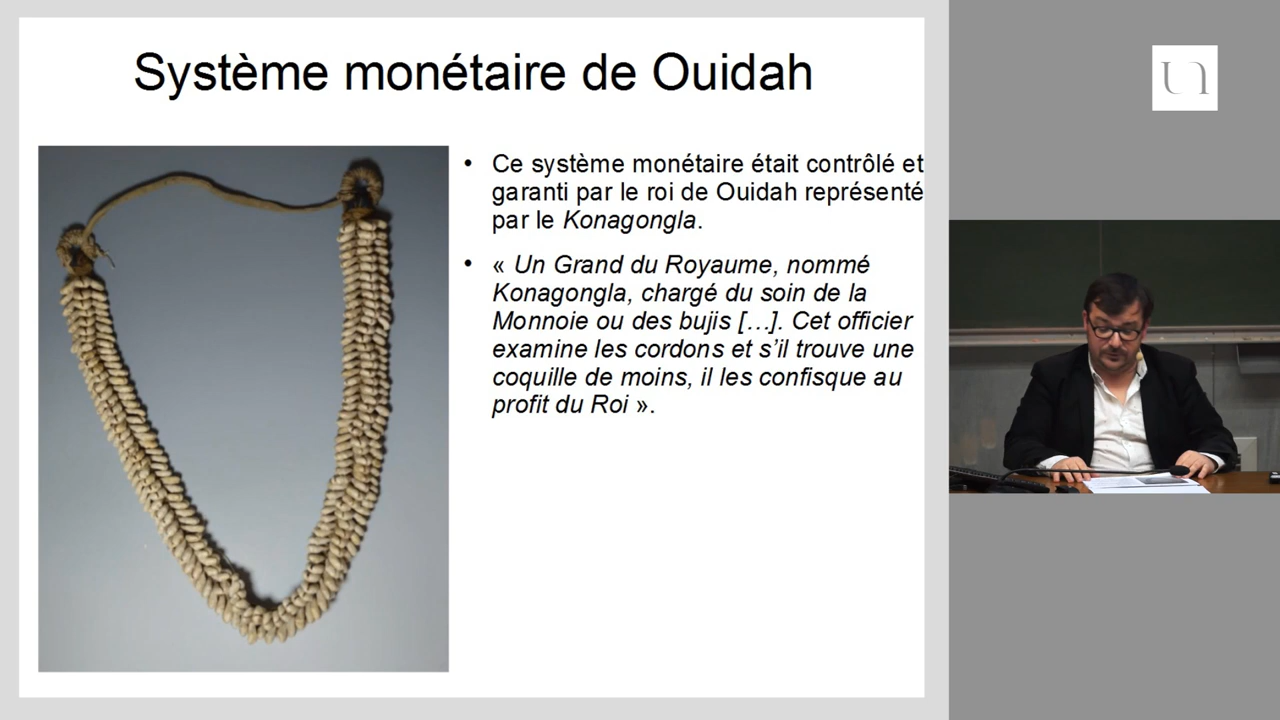 Système monétaire de Ouidah
• Ce système monétaire était contrôlé et
garanti par le roi de Ouidah représenté
par le Konagongla.
• « Un Grand du Royaume, nommé
Konagongla, chargé du soin de la
Monnoie ou des bujis […]. Cet officier
examine les cordons et s’il trouve une
coquille de moins, il les confisque au
profit du Roi ».